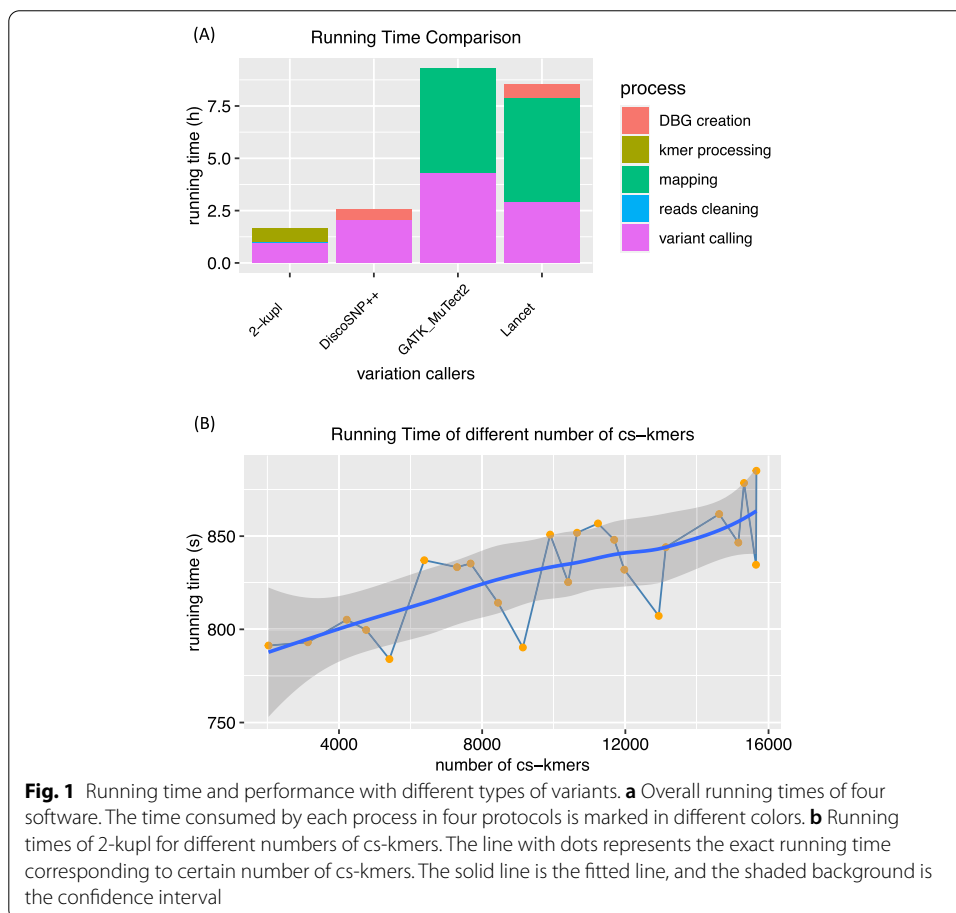 (A)
Running Time Comparison
running time (h)
7.5
5.0
2.5
0.0
2−kupl
DiscoSNP++
GATK_MuTect2
Lancet
variation callers
process
DBG creation
kmer processing
mapping
reads cleaning
variant calling
(B)
Running Time of different number of cs−kmers
running time (s)
850
800
750
4000
8000
12000
16000
number of cs−kmers
Fig. 1 Running time and performance with different types of variants. a Overall running times of four
software. The time consumed by each process in four protocols is marked in different colors. b Running
times of 2-kupl for different numbers of cs-kmers. The line with dots represents the exact running time
corresponding to certain number of cs-kmers. The solid line is the fitted line, and the shaded background is
the confidence interval